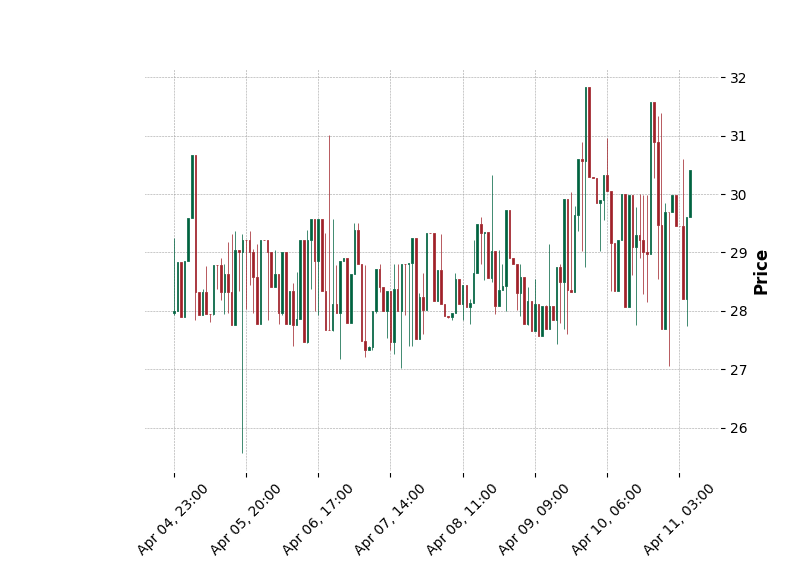 32
31
30
29
28
27
26
Price
Apr 04, 23:00
Apr 05, 20:00
Apr 06, 17:00
Apr 07, 14:00
Apr 08, 11:00
Apr 09, 09:00
Apr 10, 06:00
Apr 11, 03:00